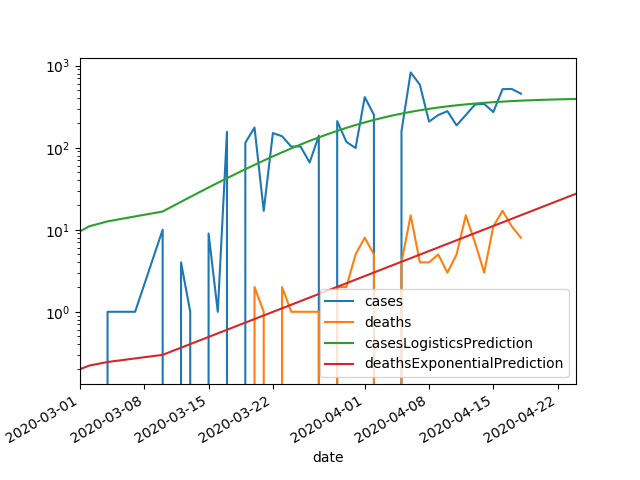 10³
10²
10¹
10⁰
cases
deaths
casesLogisticsPrediction
deathsExponentialPrediction
2020-03-01
2020-03-08
2020-03-15
2020-03-22
2020-04-01
2020-04-08
2020-04-15
2020-04-22
date